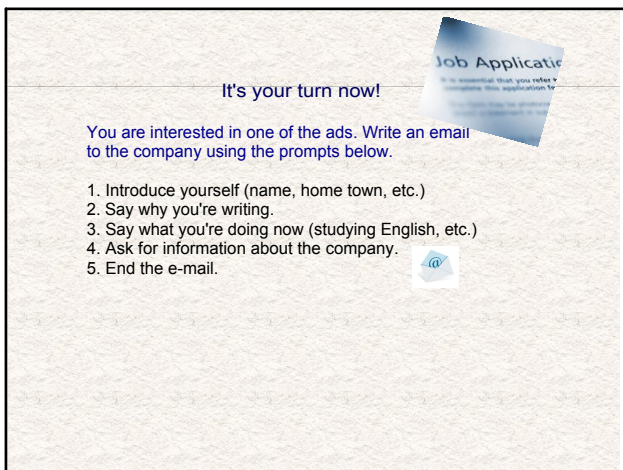 Job Applicatio
It's your turn now!
You are interested in one of the ads. Write an email
to the company using the prompts below.
1. Introduce yourself (name, home town, etc.)
2. Say why you're writing.
3. Say what you're doing now (studying English, etc.)
4. Ask for information about the company.
5. End the e-mail.
@